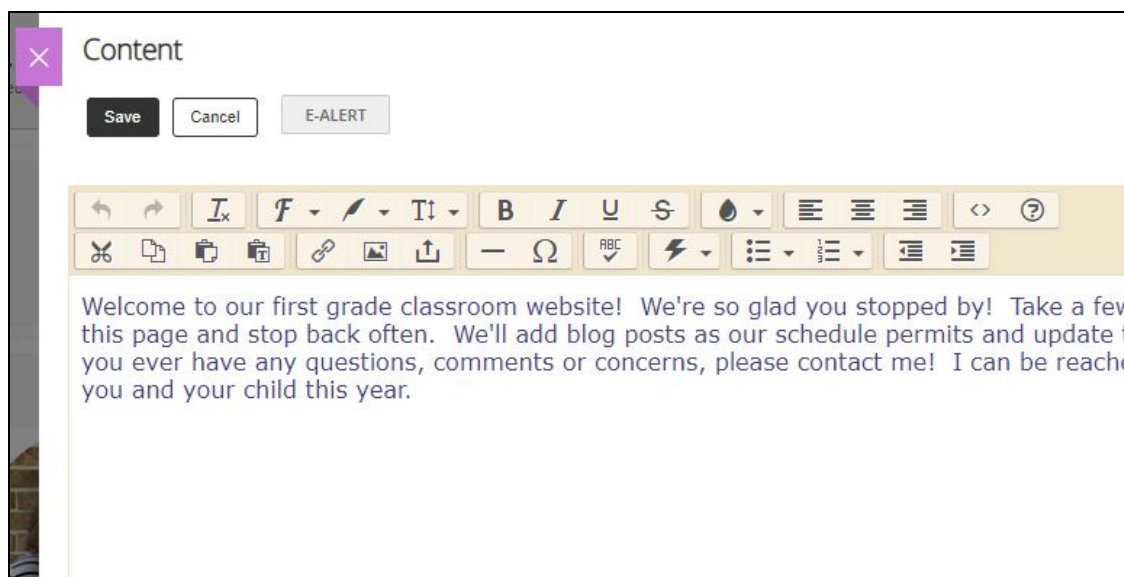 Content
Save Cancel E-ALERT
Welcome to our first grade classroom website!  We're so glad you stopped by!  Take a few
this page and stop back often.  We'll add blog posts as our schedule permits and update
you ever have any questions, comments or concerns, please contact me!  I can be
you and your child this year.